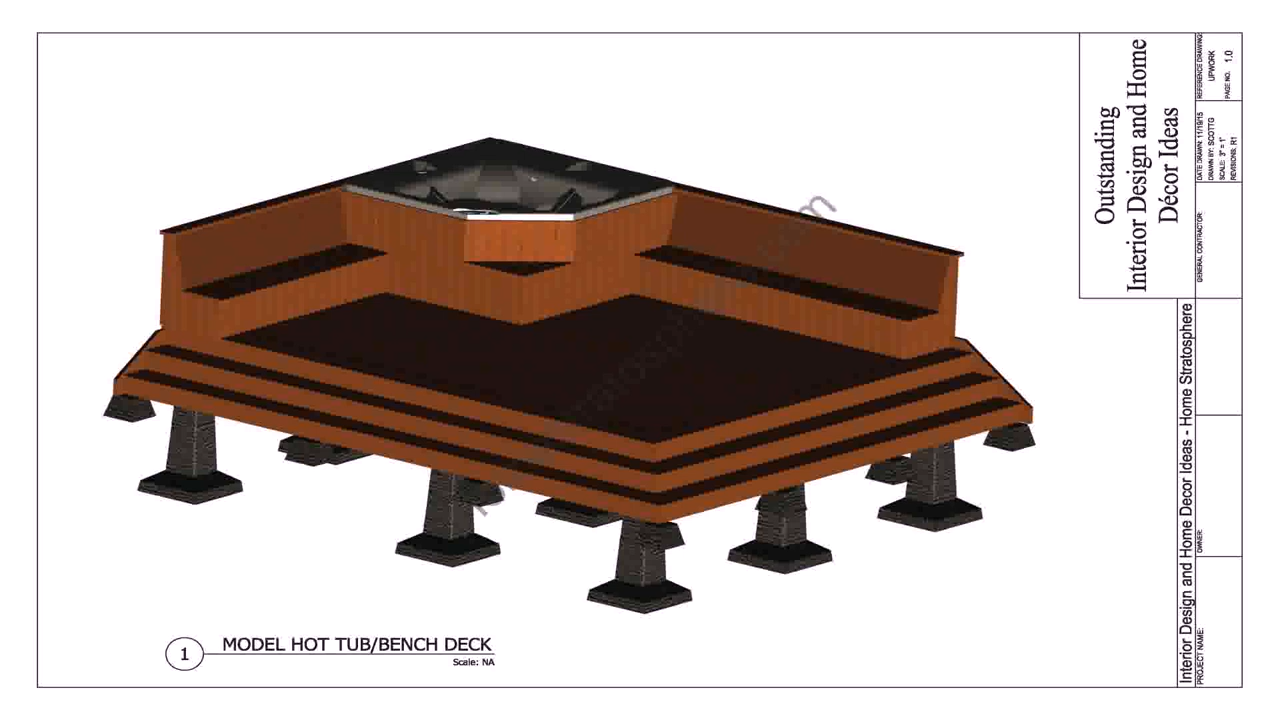 Outstanding
Interior Design and Home
Décor Ideas
REFERENCE DRAWING:
UPWORK
PAGE NO. 1.0
DATE DRAWN: 11/19/15
DRAWN BY: SCOTTG
SCALE: 3" = 1'
REVISIONS: R1
GENERAL CONTRACTOR:
Interior Design and Home Decor Ideas - Home Stratosphere
OWNER:
PROJECT NAME:
1
MODEL HOT TUB/BENCH DECK
Scale: NA